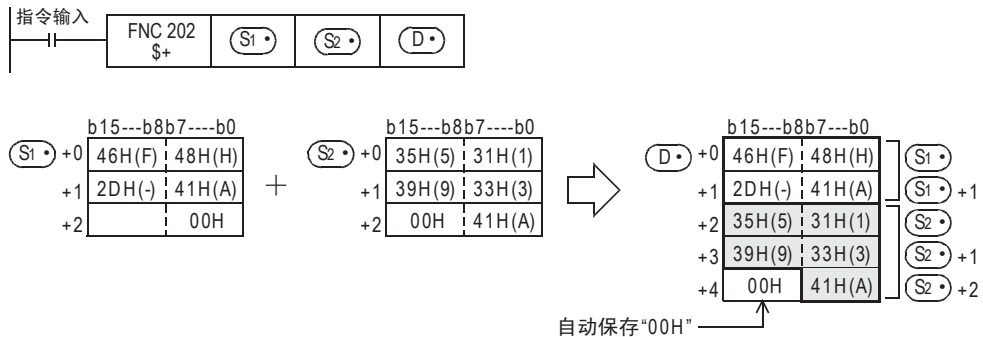 指令输入
FNC 202
$+
S1 •
S2 •
D •
b15---b8b7----b0
S1 • +0 46H(F) 48H(H)
+1 2DH(-) 41H(A)
+2 00H
+
b15---b8b7----b0
S2 • +0 35H(5) 31H(1)
+1 39H(9) 33H(3)
+2 00H 41H(A)
b15---b8b7---b0
D • +0 46H(F) 48H(H) S1 •
+1 2DH(-) 41H(A) S1 • +1
+2 35H(5) 31H(1) S2 •
+3 39H(9) 33H(3) S2 • +1
+4 00H 41H(A) S2 • +2
自动保存“00H”